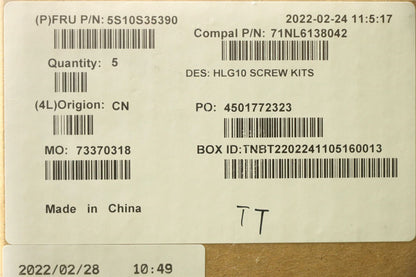 (P)FRU P/N: 5S10S35390
2022-02-24 11:5:17
Compal P/N: 71NL6138042
Quantity: 5
DES: HLG10 SCREW KITS
(4L)Origion: CN
PO: 4501772323
MO: 73370318
BOX ID:TNBT2202241105160013
Made in China
TT
2022/02/28 10:49